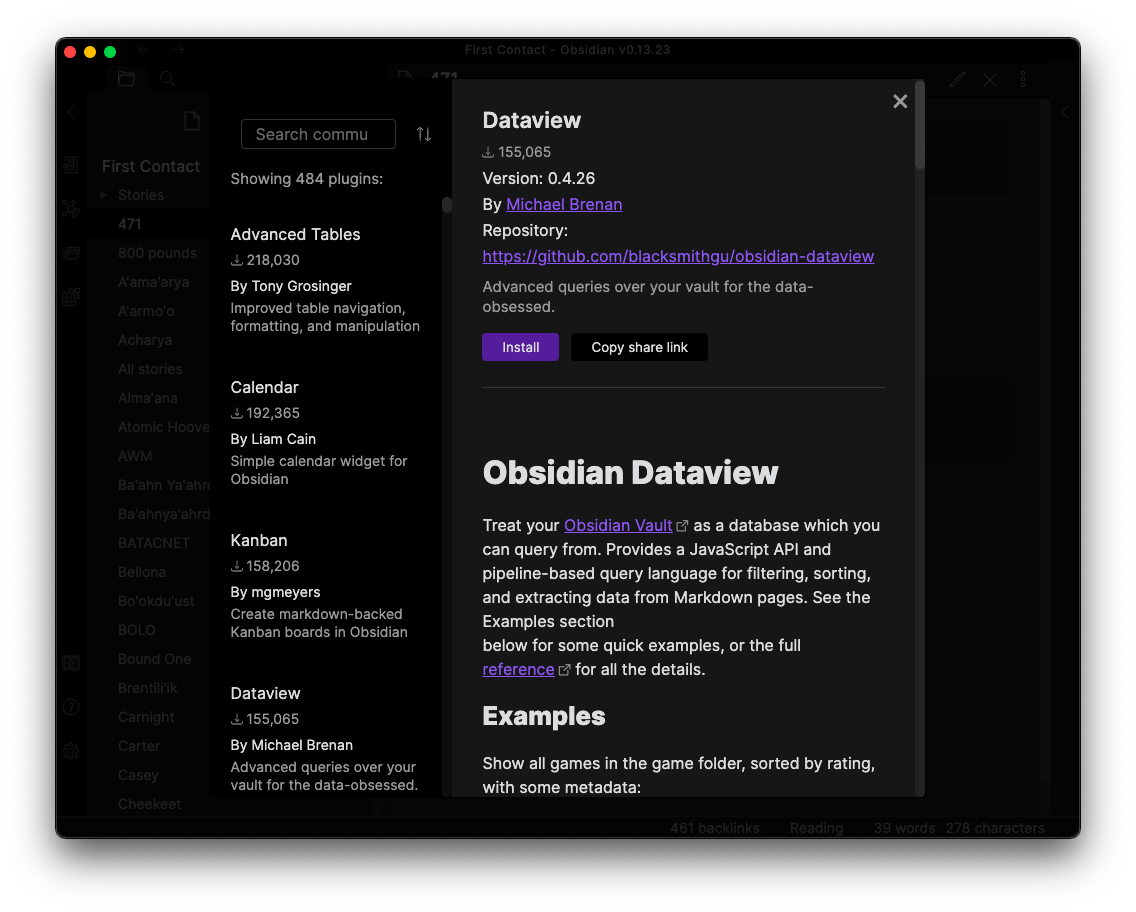 First Contact - Obsidian v0.13.23
471
First Contact
Stories
471
800 pounds
A'ama'arya
A'armo'o
Acharya
All stories
Alma'ana
Atomic Hoove
AWM
Ba'ahn Ya'ahrd
Ba'ahnya'ahrd
BATACNET
Bellona
Bo'okdu'ust
BOLO
Bound One
Brentili'ik
Carnight
Carter
Casey
Cheekeet
Search commu
Showing 484 plugins:
Advanced Tables
218,030
By Tony Grosinger
Improved table navigation,
formatting, and manipulation
Calendar
192,365
By Liam Cain
Simple calendar widget for
Obsidian
Kanban
158,206
By mgmeyers
Create markdown-backed
Kanban boards in Obsidian
Dataview
155,065
By Michael Brenan
Advanced queries over your
vault for the data-obsessed.
Dataview
155,065
Version: 0.4.26
By Michael Brenan
Repository:
https://github.com/blacksmithgu/obsidian-dataview
Advanced queries over your vault for the data-
obsessed.
Install
Copy share link
Obsidian Dataview
Treat your Obsidian Vault as a database which you
can query from. Provides a JavaScript API and
pipeline-based query language for filtering, sorting,
and extracting data from Markdown pages. See the
Examples section
below for some quick examples, or the full
reference for all the details.
Examples
Show all games in the game folder, sorted by rating,
with some metadata:
461 backlinks
Reading
39 words
278 characters